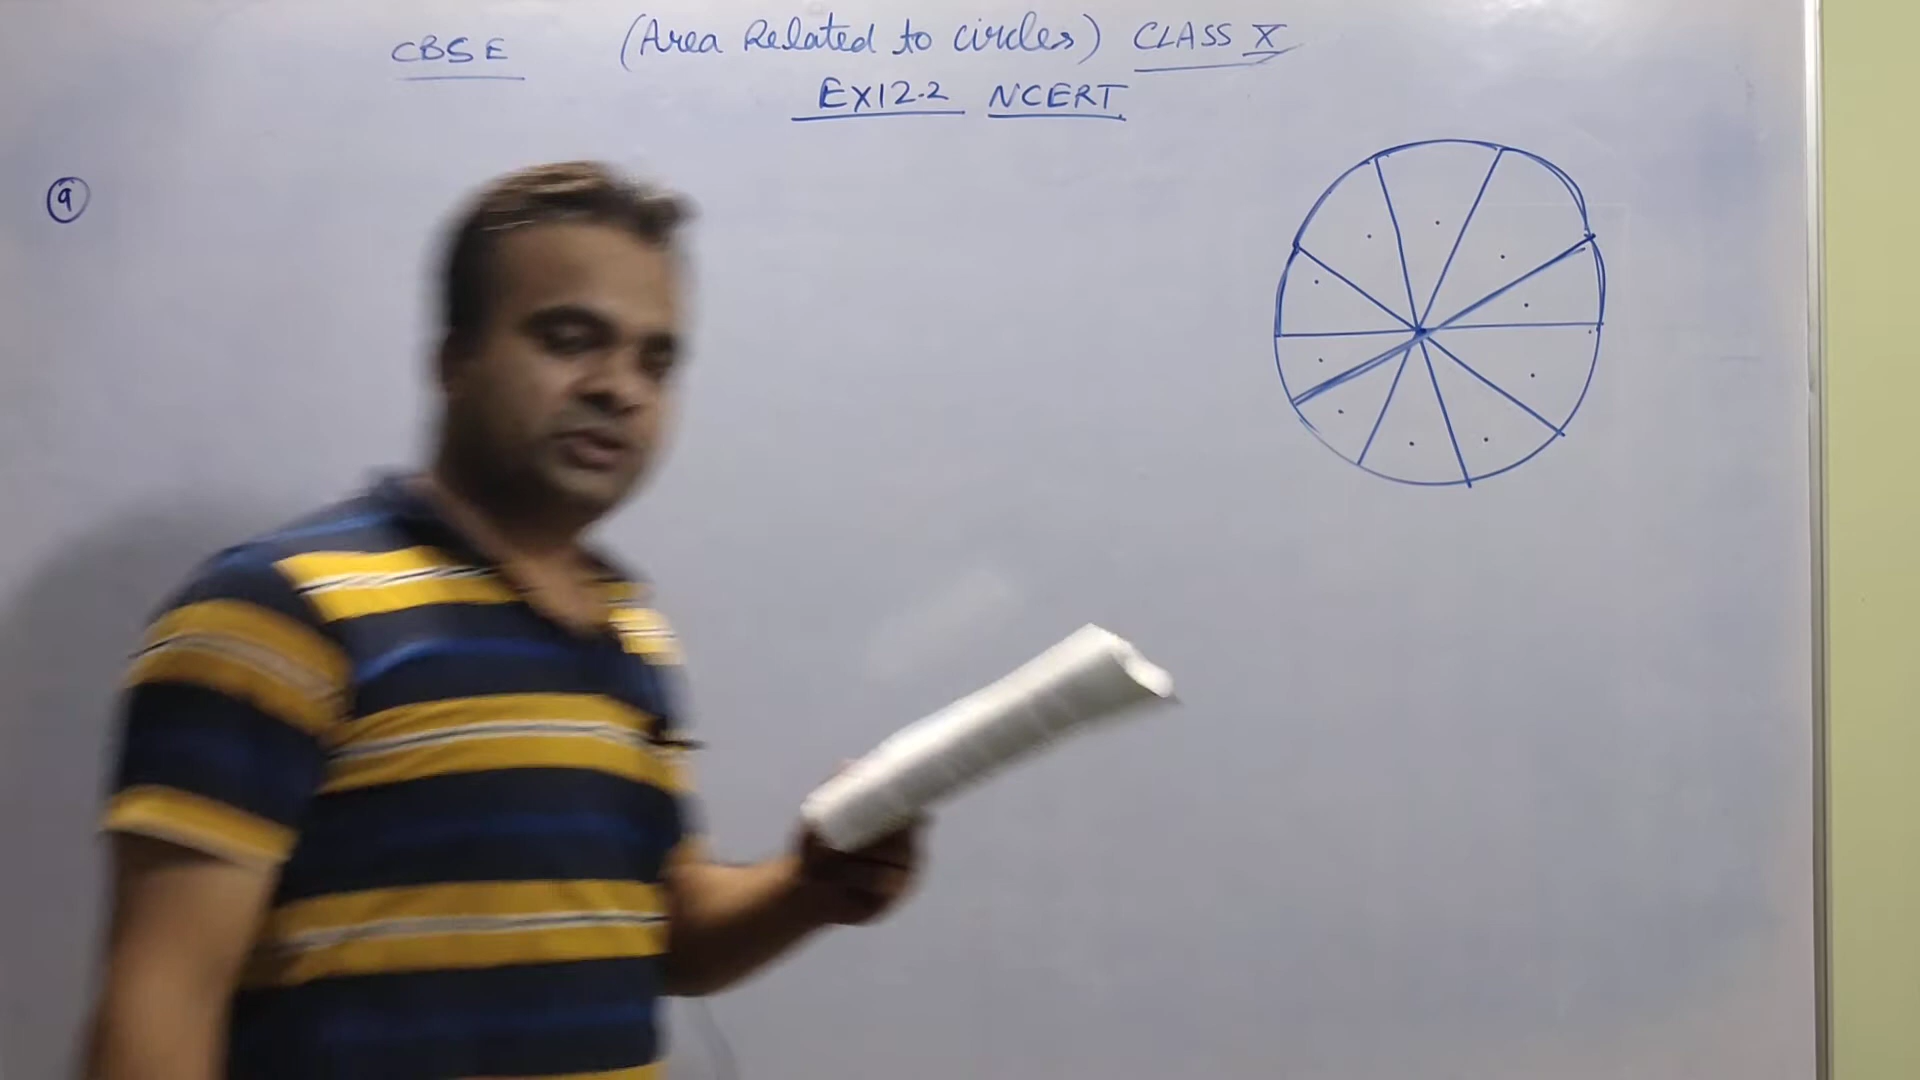 CBSE (Area Related to circles) CLASS X
EX12.2 NCERT
9